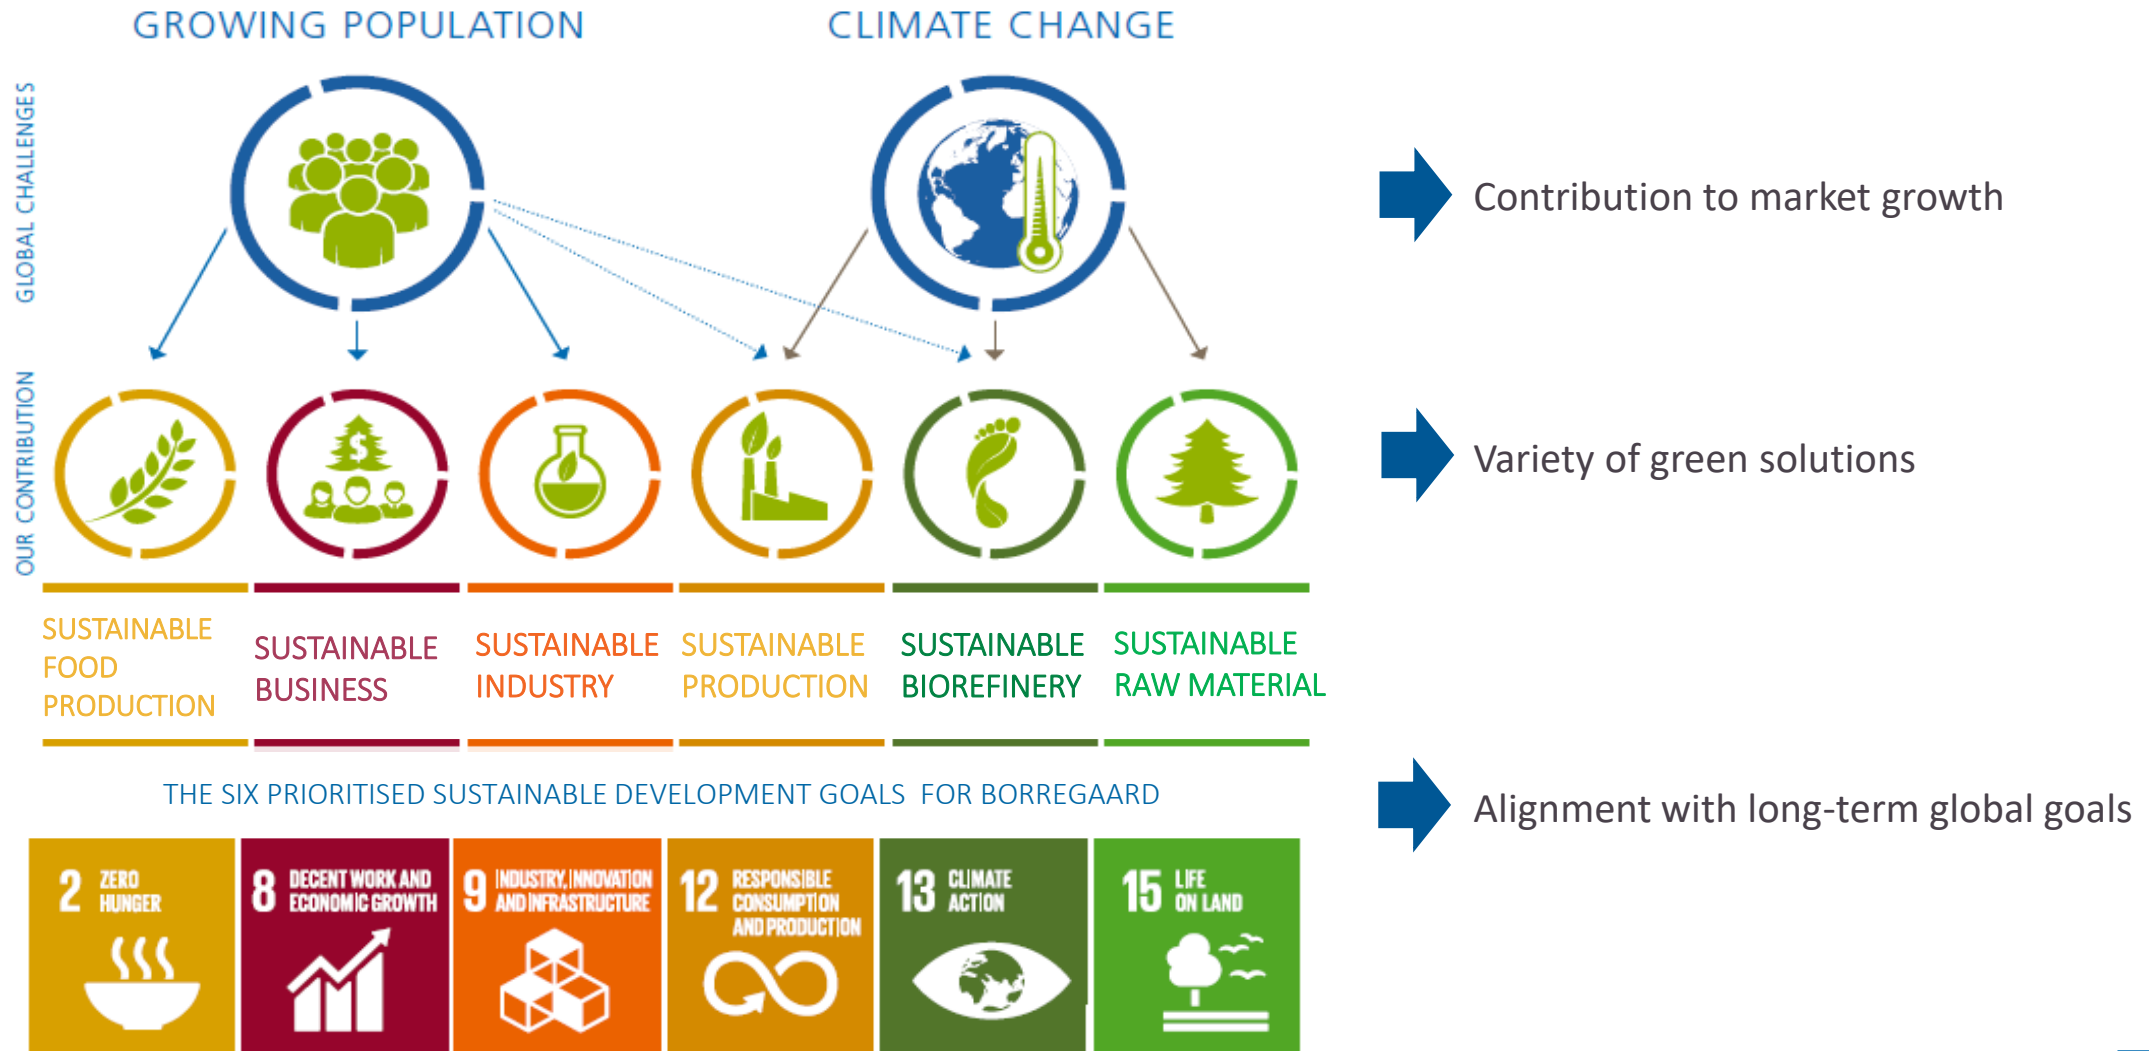 GROWING POPULATION
CLIMATE CHANGE
GLOBAL CHALLENGES
Contribution to market growth
OUR CONTRIBUTION
$
Variety of green solutions
SUSTAINABLE
FOOD
PRODUCTION
SUSTAINABLE
BUSINESS
SUSTAINABLE
INDUSTRY
SUSTAINABLE
PRODUCTION
SUSTAINABLE
BIOREFINERY
SUSTAINABLE
RAW MATERIAL
THE SIX PRIORITISED SUSTAINABLE DEVELOPMENT GOALS FOR BORREGAARD
Alignment with long-term global goals
2 ZERO
HUNGER
8 DECENT WORK AND
ECONOMIC GROWTH
9 INDUSTRY, INNOVATION
AND INFRASTRUCTURE
12 RESPONSIBLE
CONSUMPTION
AND PRODUCTION
13 CLIMATE
ACTION
15 LIFE
ON LAND